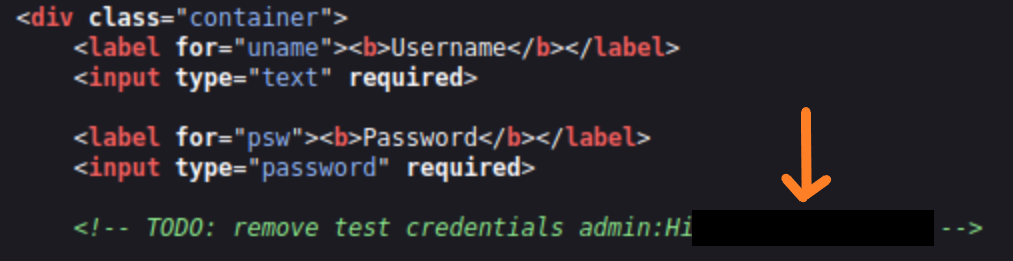 <div class="container">
<label for="uname"><b>Username</b></label>
<input type="text" required>
<label for="psw"><b>Password</b></label>
<input type="password" required>
<!-- TODO: remove test credentials admin:Hi -->